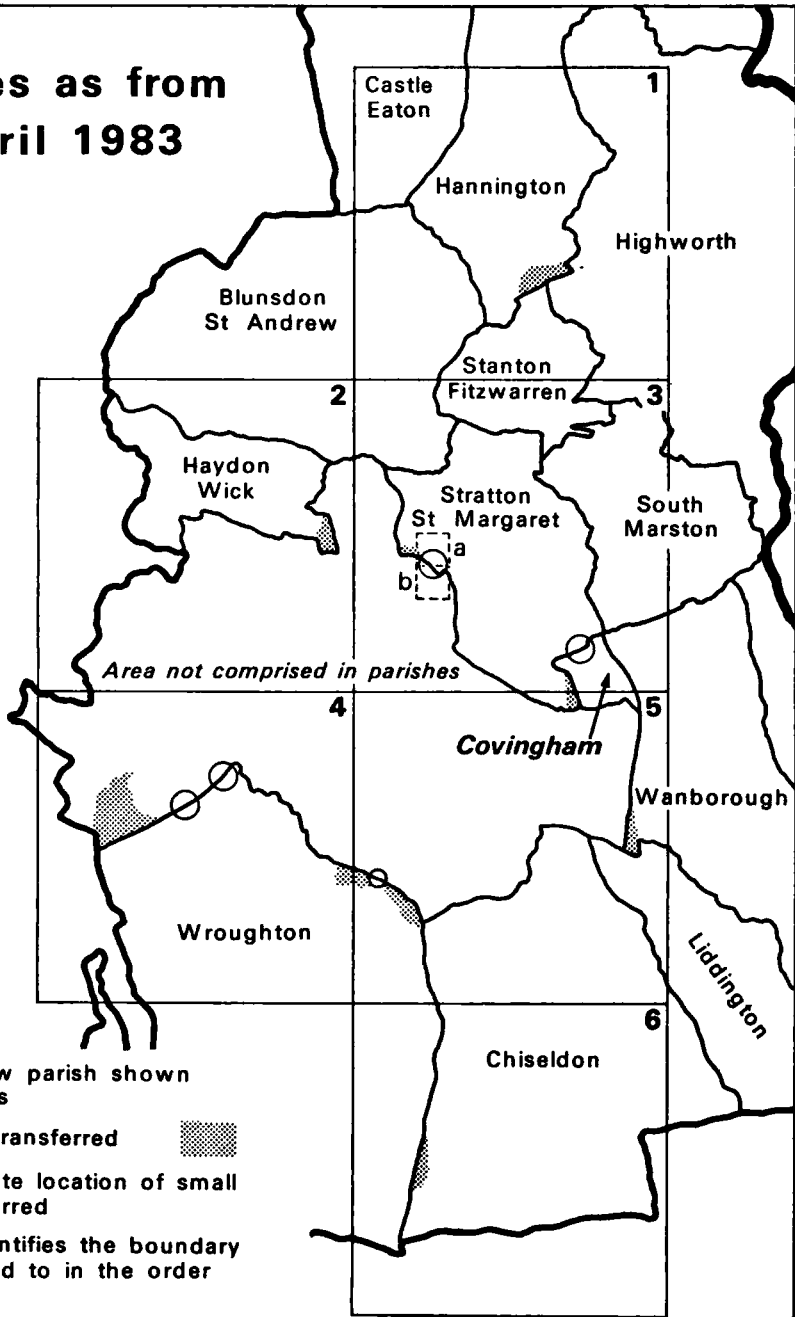 es as from
ril 1983
Castle
Eaton
1
Hannington
Highworth
Blunsdon
St Andrew
Stanton
Fitzwarren
2
3
Haydon
Wick
Stratton
St Margaret
South
Marston
a
b
Area not comprised in parishes
4
5
Covingham
Wanborough
Wroughton
Liddington
6
Chiseldon
w parish shown
s
ransferred
te location of small
rred
ntifies the boundary
d to in the order